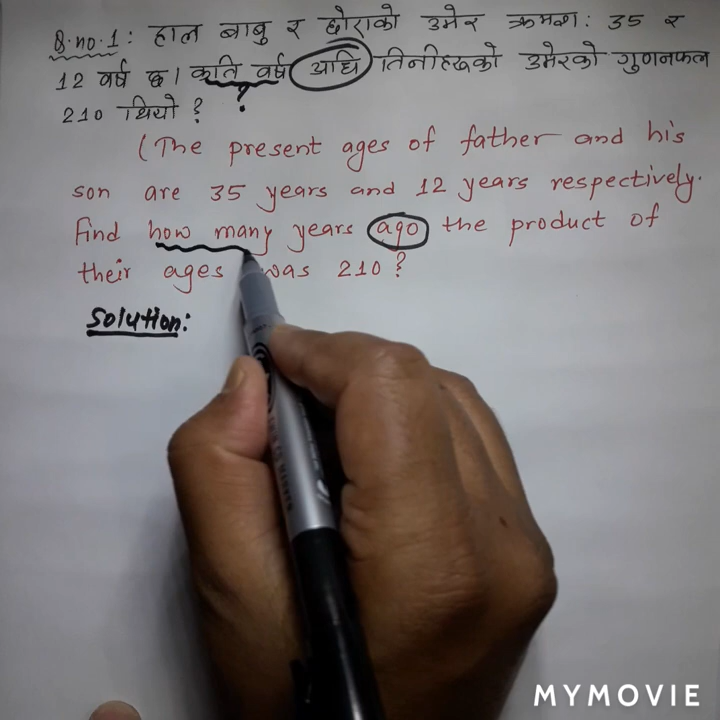 Q.no.1: हाल बाबु र छोराको उमेर क्रमश: 35 र
12 वर्ष छ। कति वर्ष अघि तिनीहरूको उमेरको गुणनफल
210 थियो ? ?
(The present ages of father and his
son are 35 years and 12 years respectively.
Find how many years ago the product of
their ages was 210?
Solution:
MYMOVIE